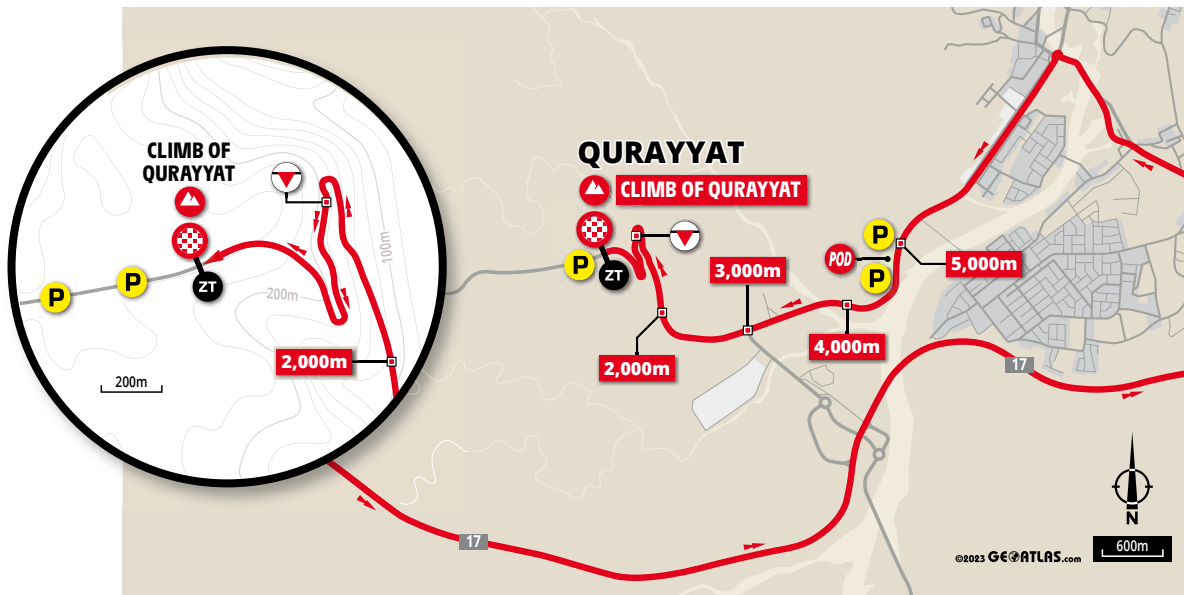 CLIMB OF
QURAYYAT
ZT
P
P
100m
200m
2,000m
200m
QURAYYAT
CLIMB OF QURAYYAT
P
ZT
2,000m
3,000m
4,000m
POD
P
P
5,000m
17
17
N
600m
©2023 GEOATLAS.com